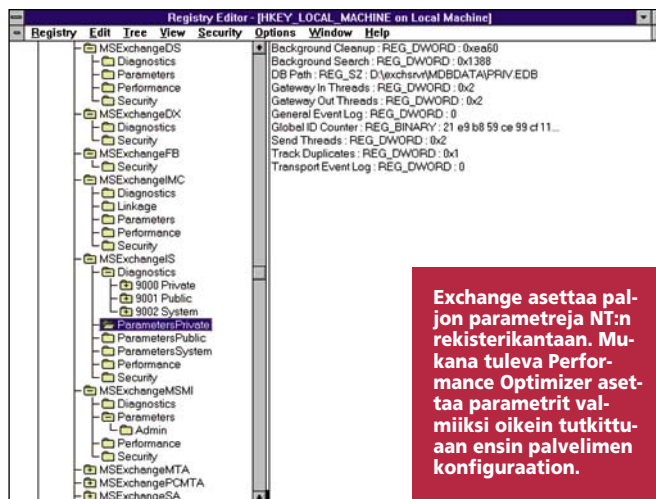 Registry Editor - [HKEY_LOCAL_MACHINE on Local Machine]
Registry Edit Tree View Security Options Window Help
MSExchangeDS
Diagnostics
Parameters
Performance
Security
MSExchangeDX
Diagnostics
Security
MSExchangeFB
Security
MSExchangeIMC
Diagnostics
Linkage
Parameters
Performance
Security
MSExchangeIS
Diagnostics
9000 Private
9001 Public
9002 System
ParametersPrivate
ParametersPublic
ParametersSystem
Performance
Security
MSExchangeMSMI
Diagnostics
Parameters
Admin
Performance
Security
MSExchangeMTA
MSExchangePCMTA
MSExchangeSA
Background Cleanup : REG_DWORD : 0xea60
Background Search : REG_DWORD : 0x1388
DB Path : REG_SZ : D:\exchsrvr\MDBDATA\PRIV.EDB
Gateway In Threads : REG_DWORD : 0x2
Gateway Out Threads : REG_DWORD : 0x2
General Event Log : REG_DWORD : 0
Global ID Counter : REG_BINARY : 21 e9 b8 59 ce 99 cf 11...
Send Threads : REG_DWORD : 0x2
Track Duplicates : REG_DWORD : 0x1
Transport Event Log : REG_DWORD : 0
Exchange asettaa pal-
jon parametreja NT:n
rekisterikantaan. Mu-
kana tuleva Perfor-
mance Optimizer aset-
taa parametrit val-
miiksi oikein tutkittu-
aan ensin palvelimen
konfiguraation.